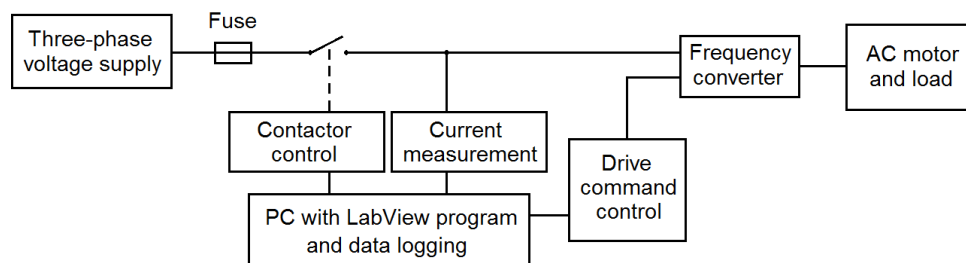 Three-phase
voltage supply
Fuse
Frequency
converter
AC motor
and load
Contactor
control
Current
measurement
Drive
command
control
PC with LabView program
and data logging